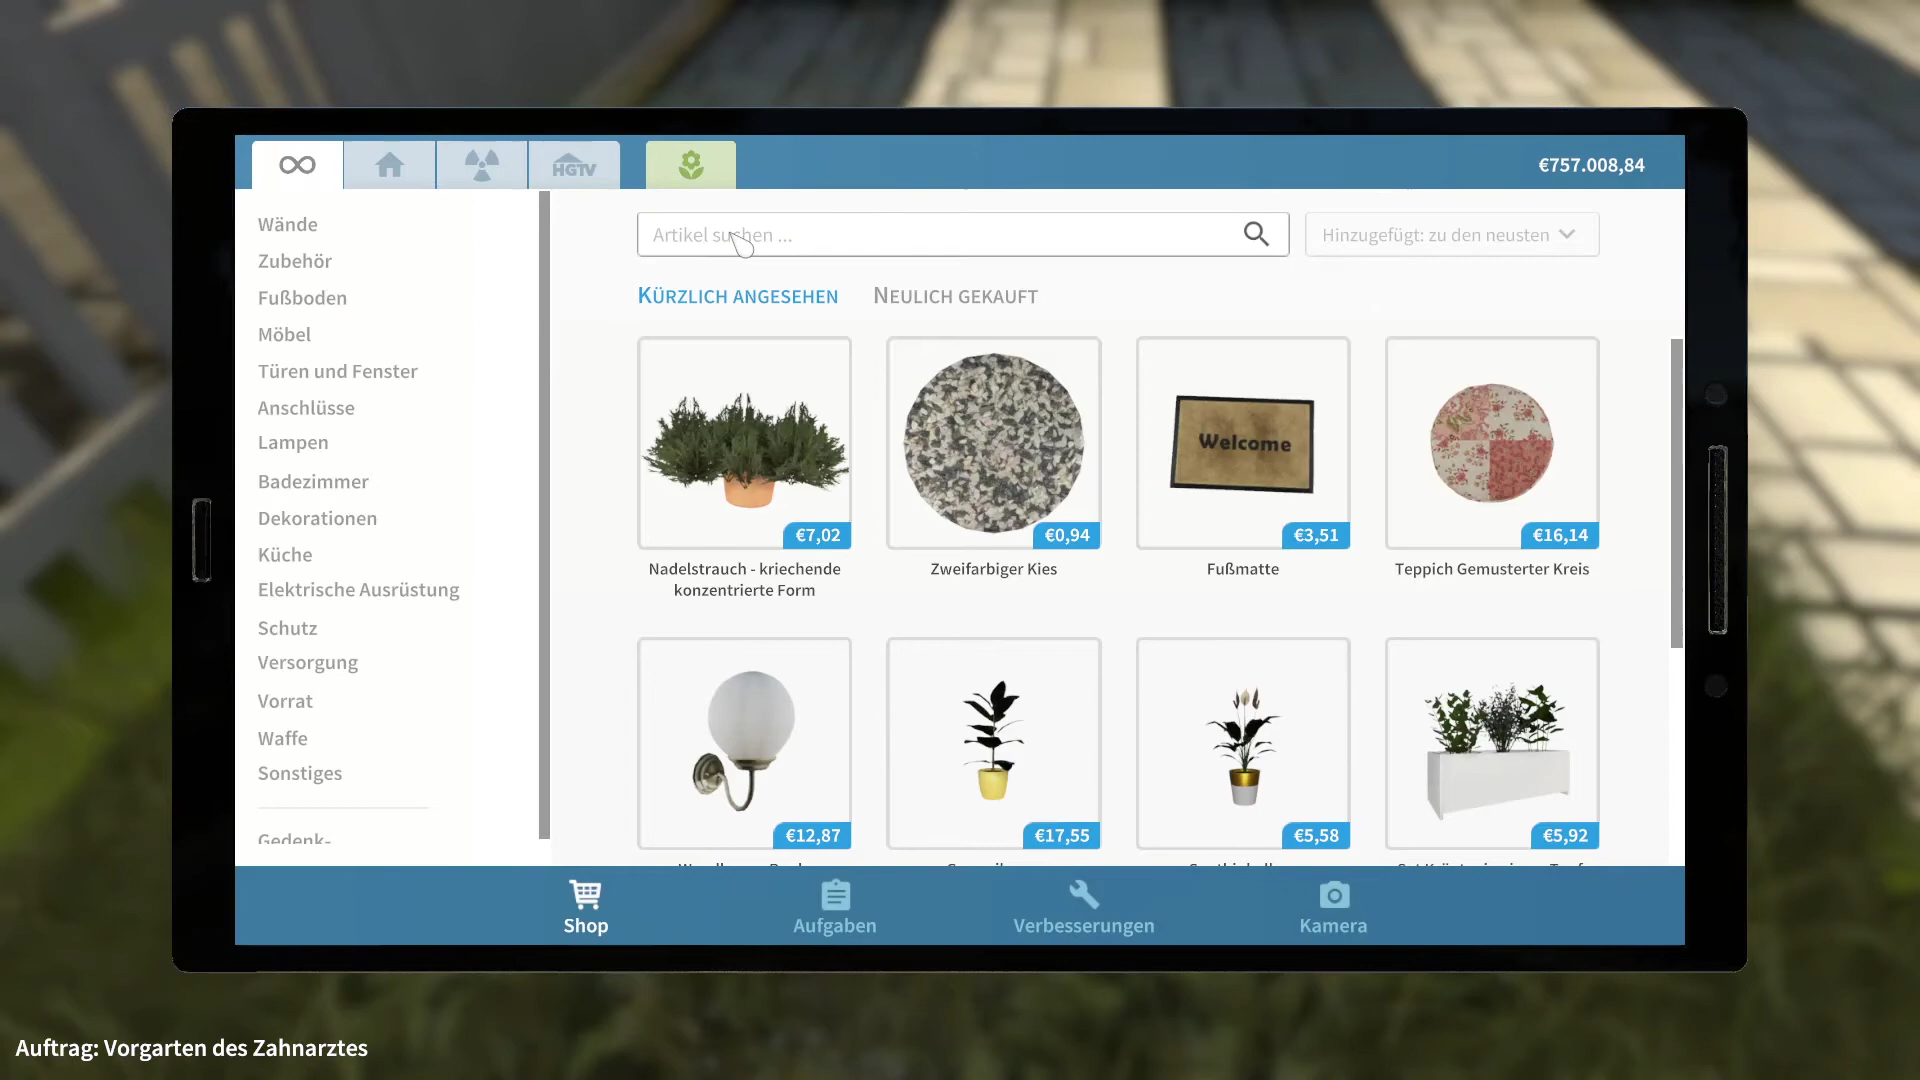 HGTV
€757.008,84
Wände
Zubehör
Fußboden
Möbel
Türen und Fenster
Anschlüsse
Lampen
Badezimmer
Dekorationen
Küche
Elektrische Ausrüstung
Schutz
Versorgung
Vorrat
Waffe
Sonstiges
Gedenk-
Artikel suchen ...
Hinzugefügt: zu den neusten
KÜRZLICH ANGESEHEN
NEULICH GEKAUFT
€7,02
Nadelstrauch - kriechende
konzentrierte Form
€0,94
Zweifarbiger Kies
Welcome
€3,51
Fußmatte
€16,14
Teppich Gemusterter Kreis
€12,87
€17,55
€5,58
€5,92
Shop
Aufgaben
Verbesserungen
Kamera
Auftrag: Vorgarten des Zahnarztes